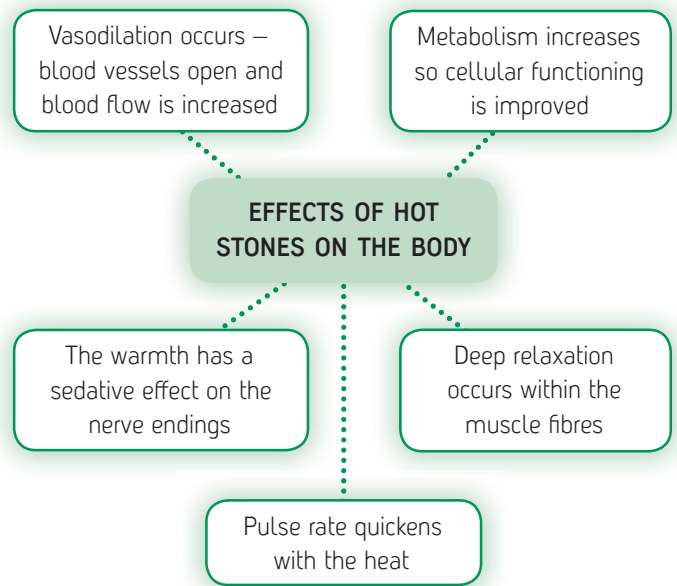 Vasodilation occurs –
blood vessels open and
blood flow is increased
Metabolism increases
so cellular functioning
is improved
EFFECTS OF HOT
STONES ON THE BODY
The warmth has a
sedative effect on the
nerve endings
Deep relaxation
occurs within the
muscle fibres
Pulse rate quickens
with the heat